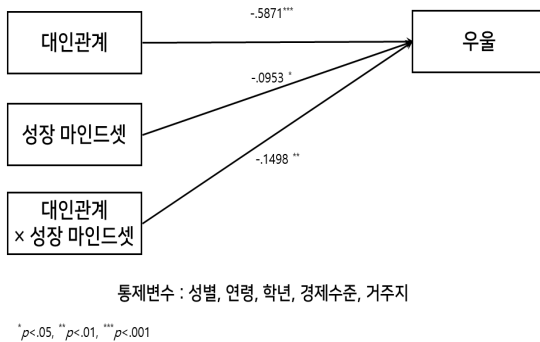 -.5871***
대인관계
우울
-.0953 *
성장 마인드셋
-.1498 **
대인관계
× 성장 마인드셋
통제변수 : 성별, 연령, 학년, 경제수준, 거주지
*p<.05, **p<.01, ***p<.001